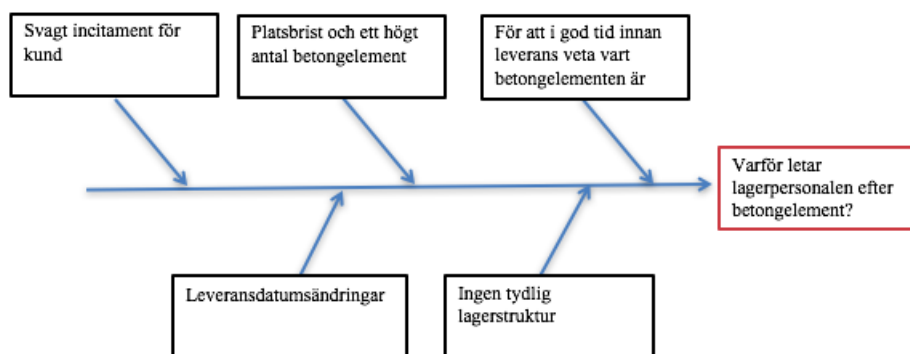 Svagt incitament för
kund
Platsbrist och ett högt
antal betongelement
För att i god tid innan
leverans veta vart
betongelementen är
Varför letar
lagerpersonalen efter
betongelement?
Leveransdatumsändringar
Ingen tydlig
lagerstruktur